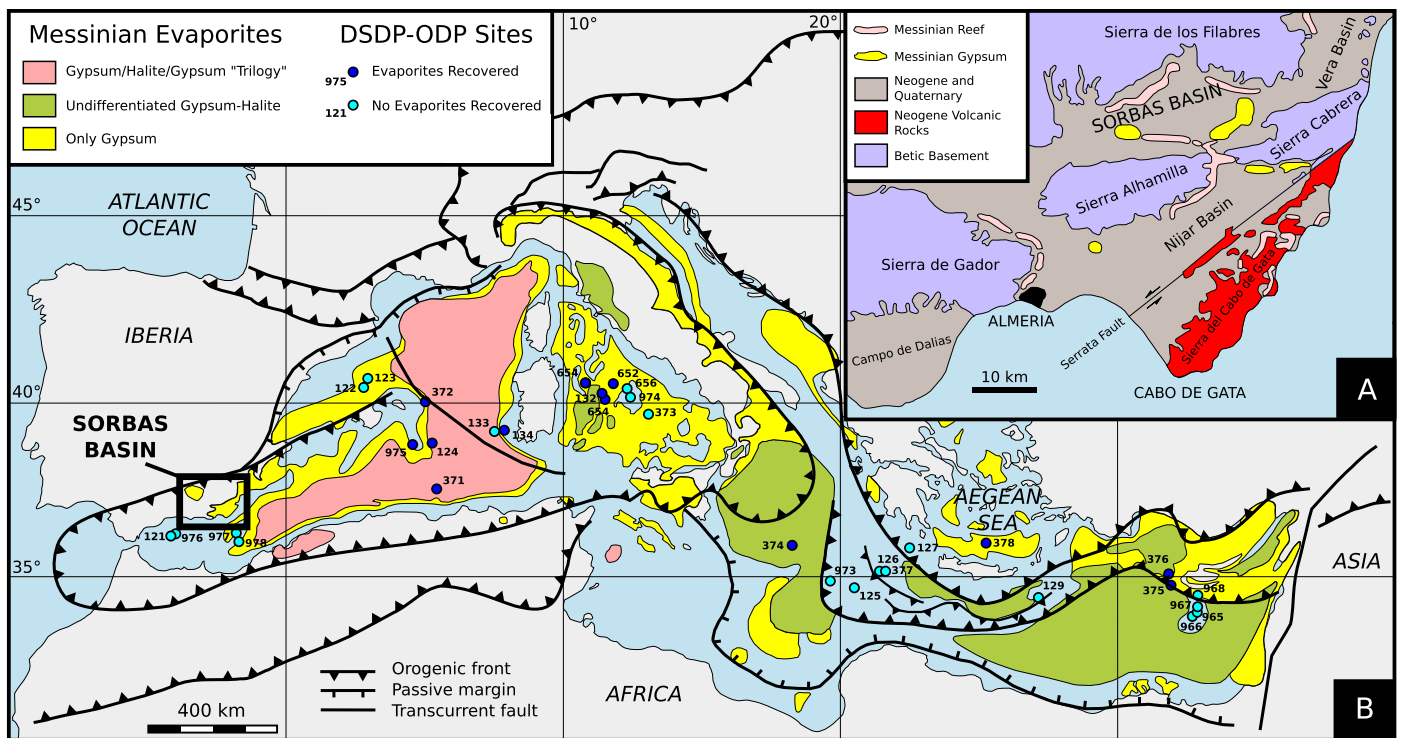 Messinian Evaporites
Gypsum/Halite/Gypsum "Trilogy"
Undifferentiated Gypsum-Halite
Only Gypsum
DSDP-ODP Sites
975
Evaporites Recovered
121
No Evaporites Recovered
10°
20°
Messinian Reef
Messinian Gypsum
Neogene and
Quaternary
Neogene Volcanic
Rocks
Betic Basement
Sierra de los Filabres
Vera Basin
SORBAS BASIN
Sierra Cabrera
Sierra Alhamilla
Nijar Basin
Sierra de Gador
Sierra del Cabo de Gata
ALMERIA
Serrata Fault
Campo de Dalias
10 km
CABO DE GATA
A
45°
ATLANTIC
OCEAN
IBERIA
40°
SORBAS
BASIN
35°
122
123
372
133
134
975
124
371
121
976
977
978
654
652
656
132
974
654
373
374
973
125
126
377
127
AEGEAN
SEA
378
129
376
375
968
967
965
966
ASIA
AFRICA
Orogenic front
Passive margin
Transcurrent fault
400 km
B